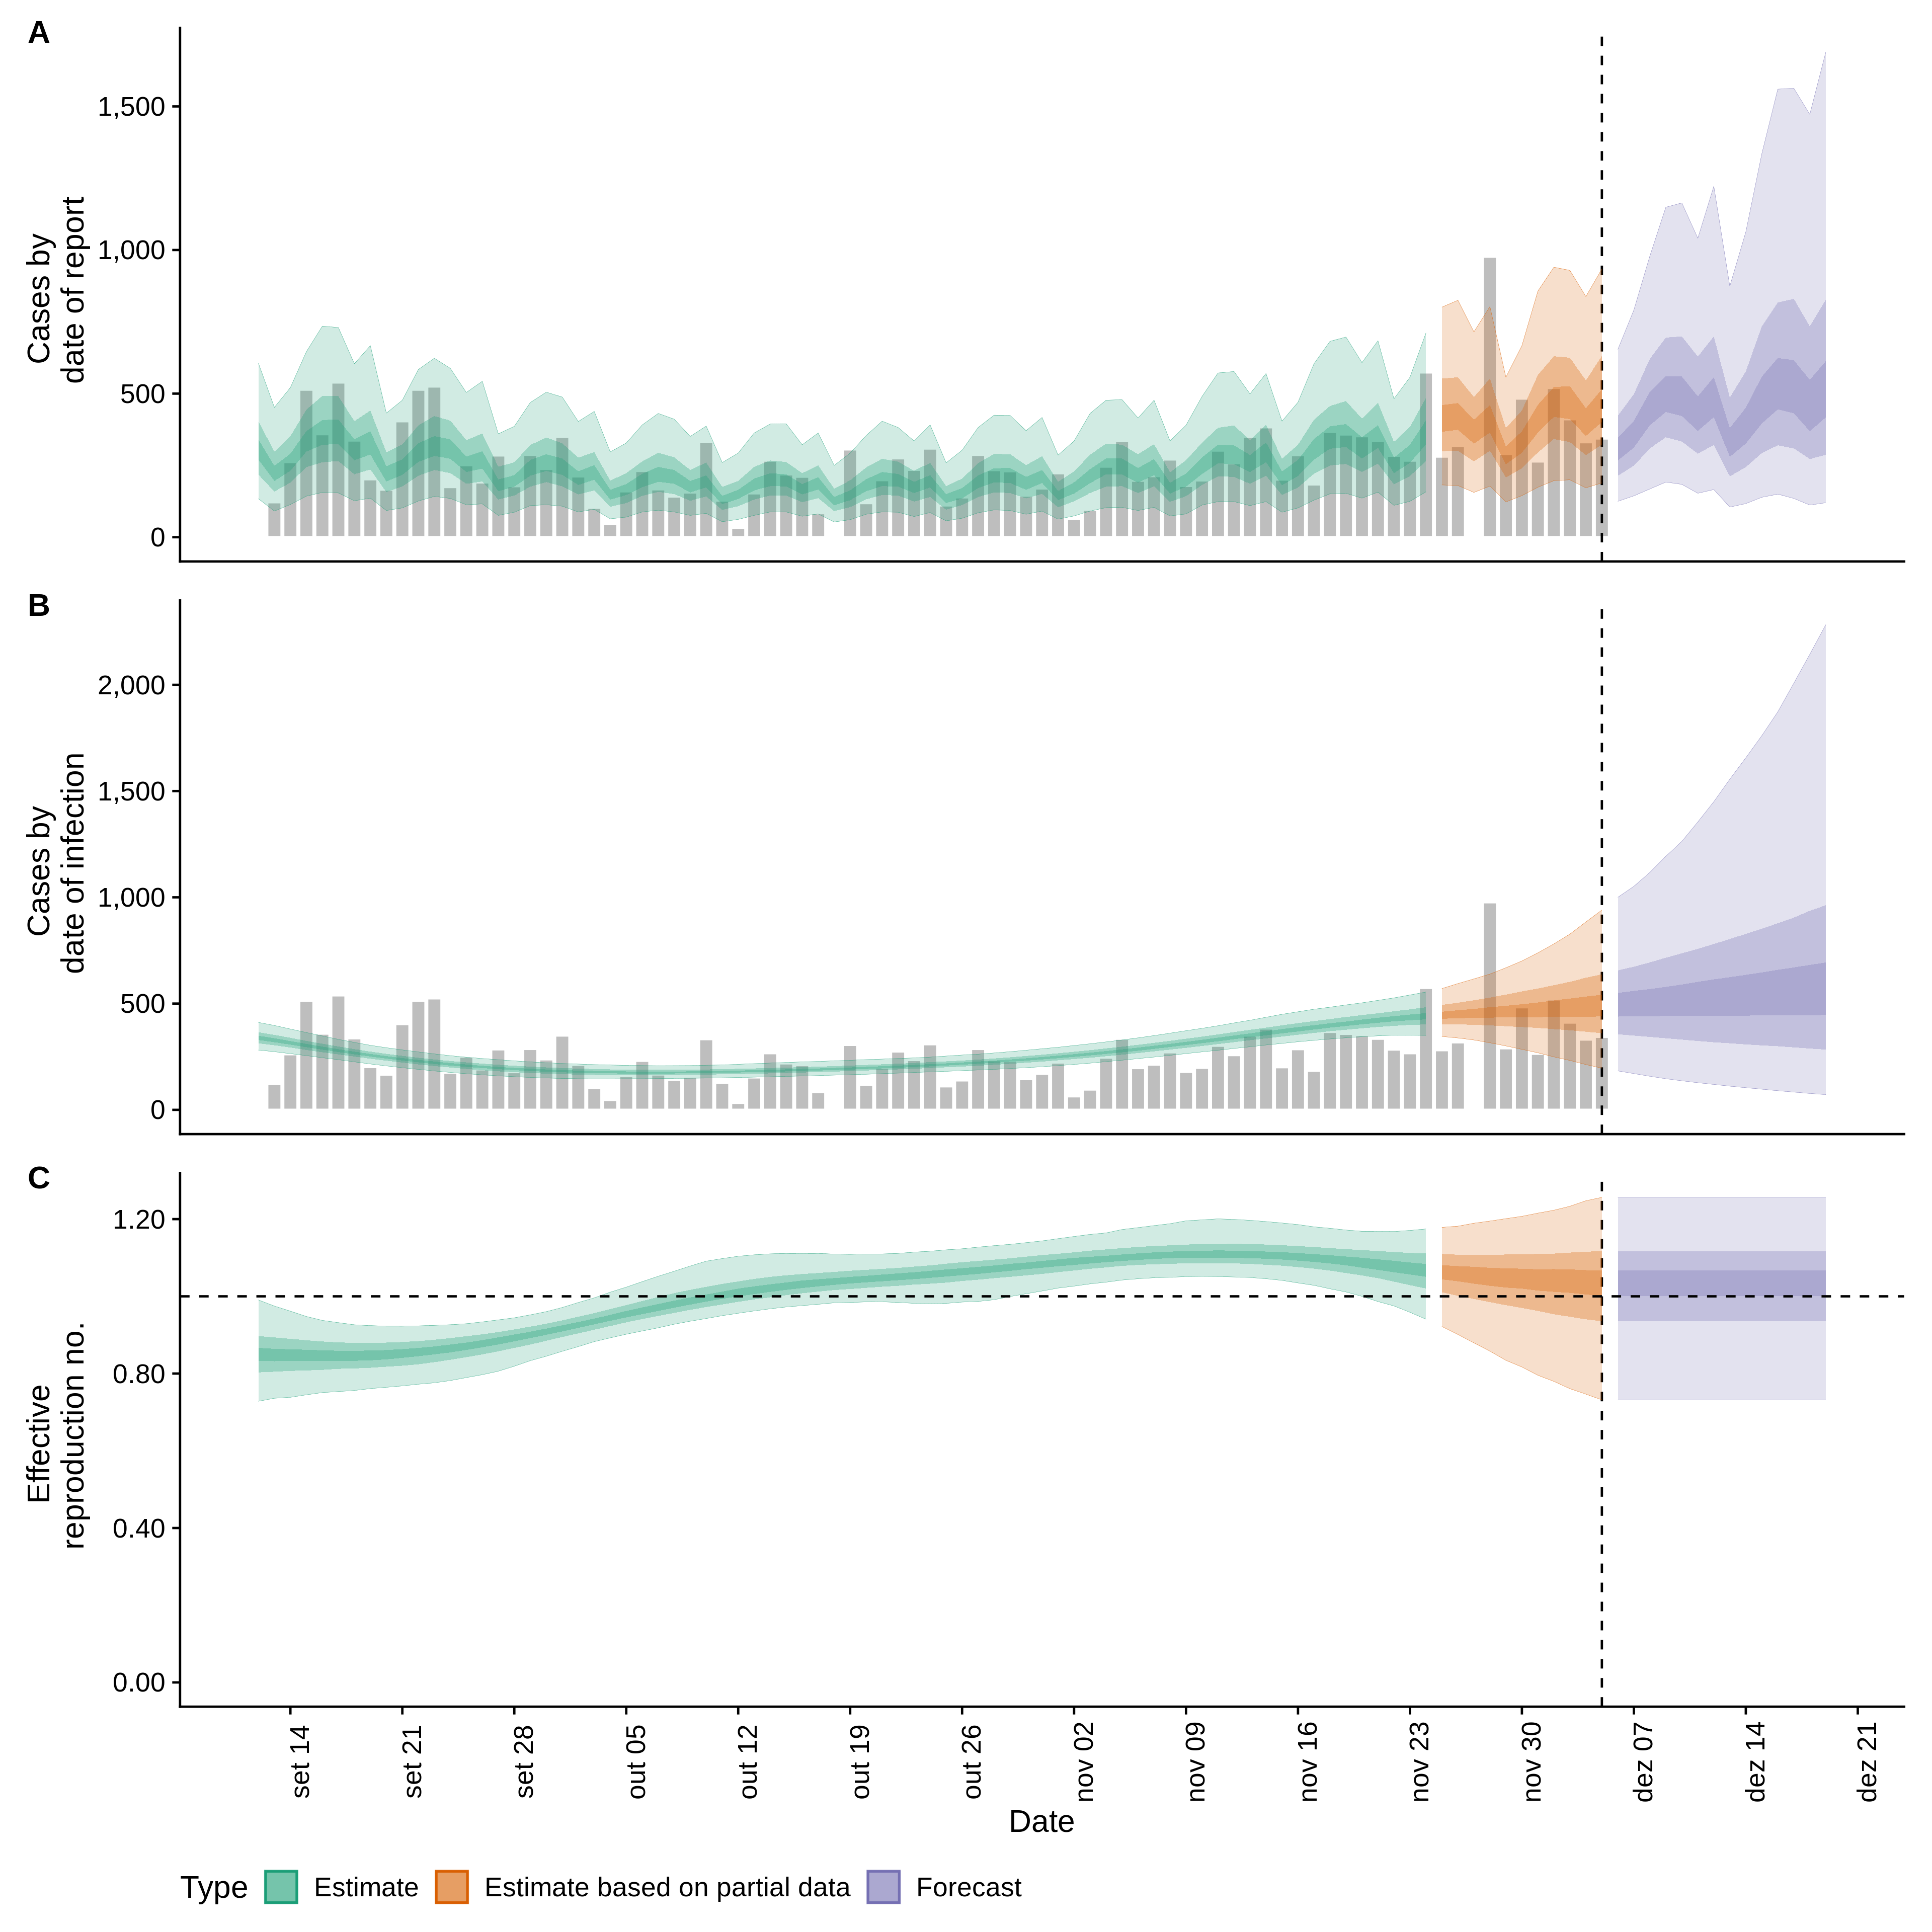 A
Cases by
date of report
1,500
1,000
500
0
B
Cases by
date of infection
2,000
1,500
1,000
500
0
C
Effective
reproduction no.
1.20
0.80
0.40
0.00
set 14
set 21
set 28
out 05
out 12
out 19
out 26
nov 02
nov 09
nov 16
nov 23
nov 30
dez 07
dez 14
dez 21
Date
Type Estimate Estimate based on partial data Forecast